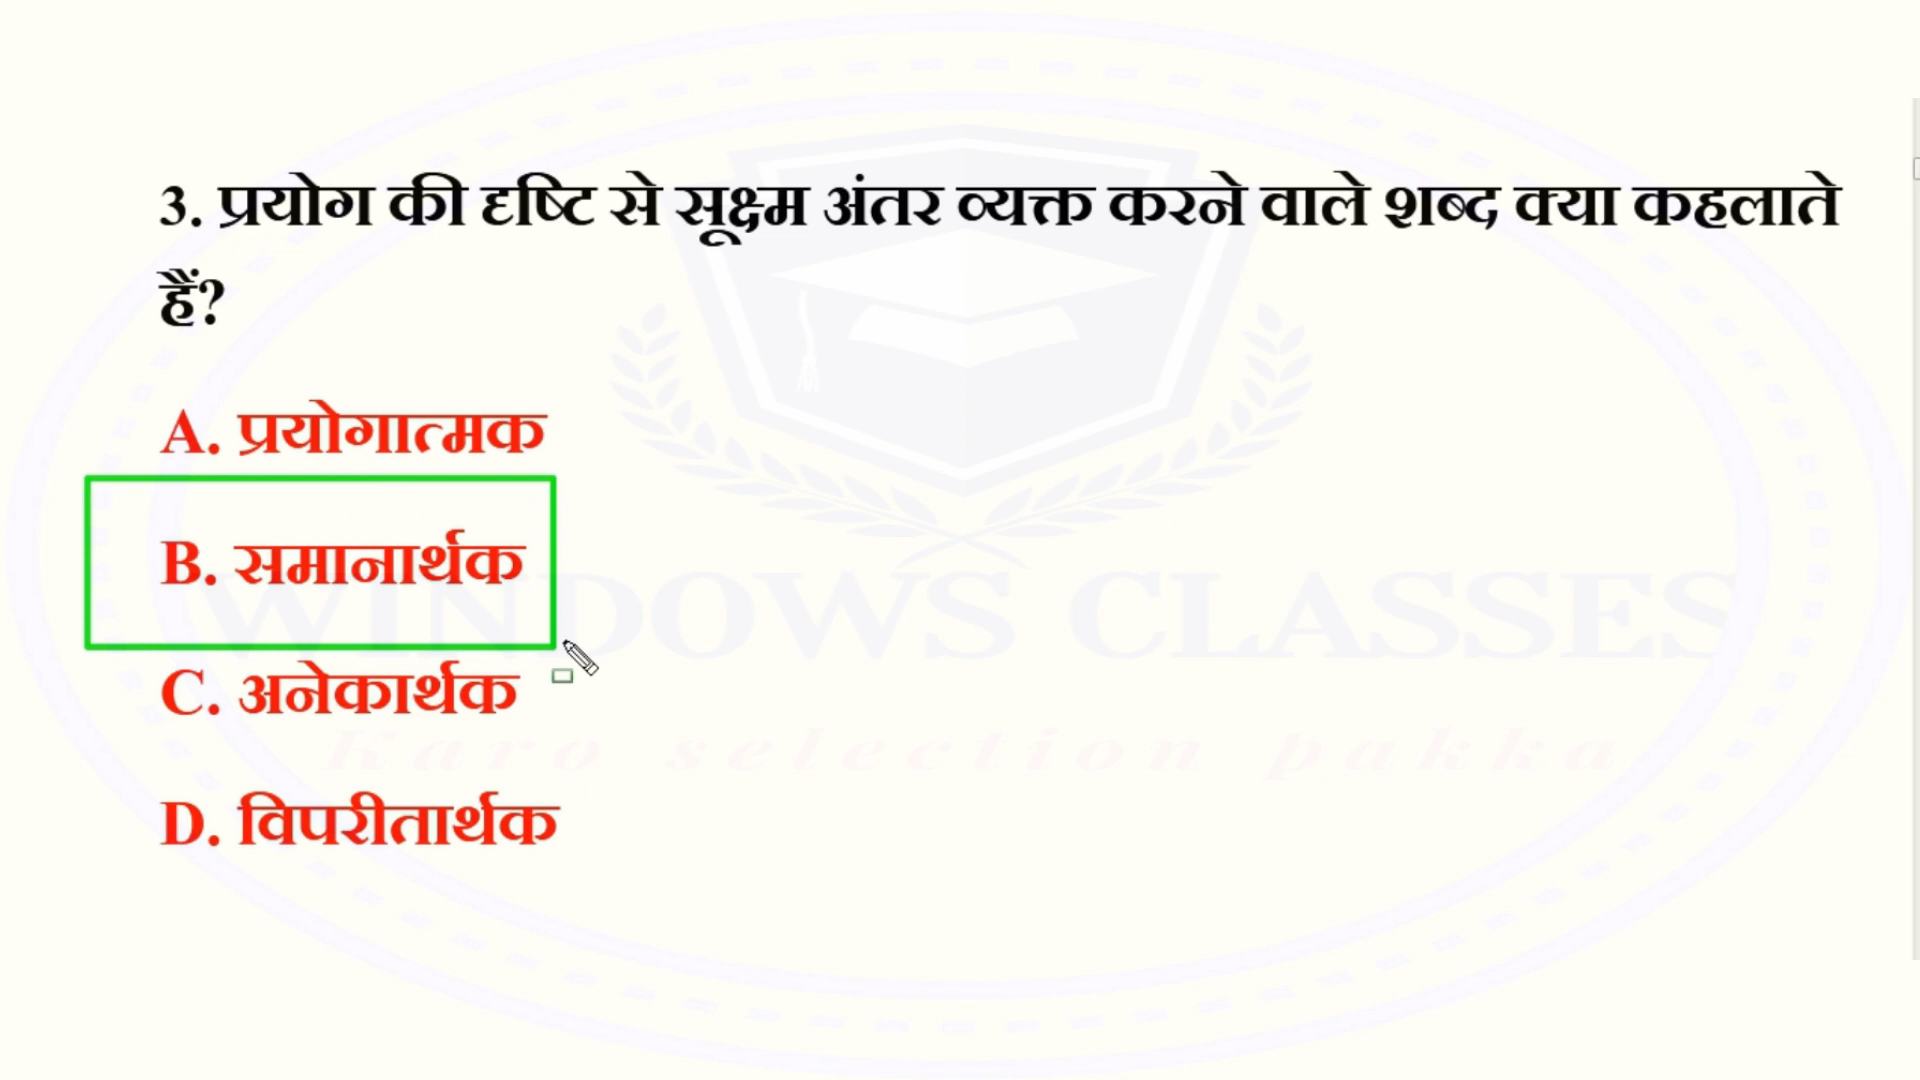 3. प्रयोग की दृष्टि से सूक्ष्म अंतर व्यक्त करने वाले शब्द क्या कहलाते
हैं?
A. प्रयोगात्मक
B. समानार्थक
WINDOWS CLASSES
C. अनेकार्थक
Karo selection pakka
D. विपरीतार्थक